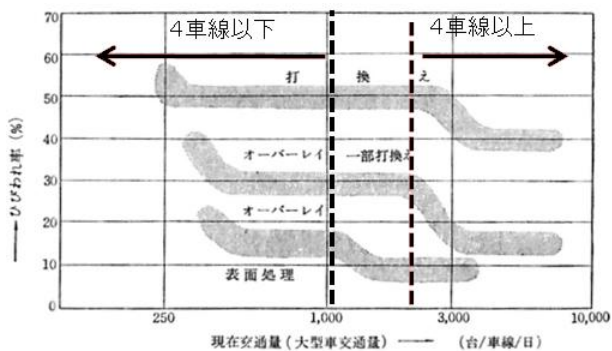 70
4車線以下
4車線以上
60
打 換 え
50
40
オーバーレイ 一部打換え
30
オーバーレイ
20
10
表面処理
0
250 1,000 3,000 10,000
ひびわれ率 (%)
現在交通量(大型車交通量) (台/車線/日)